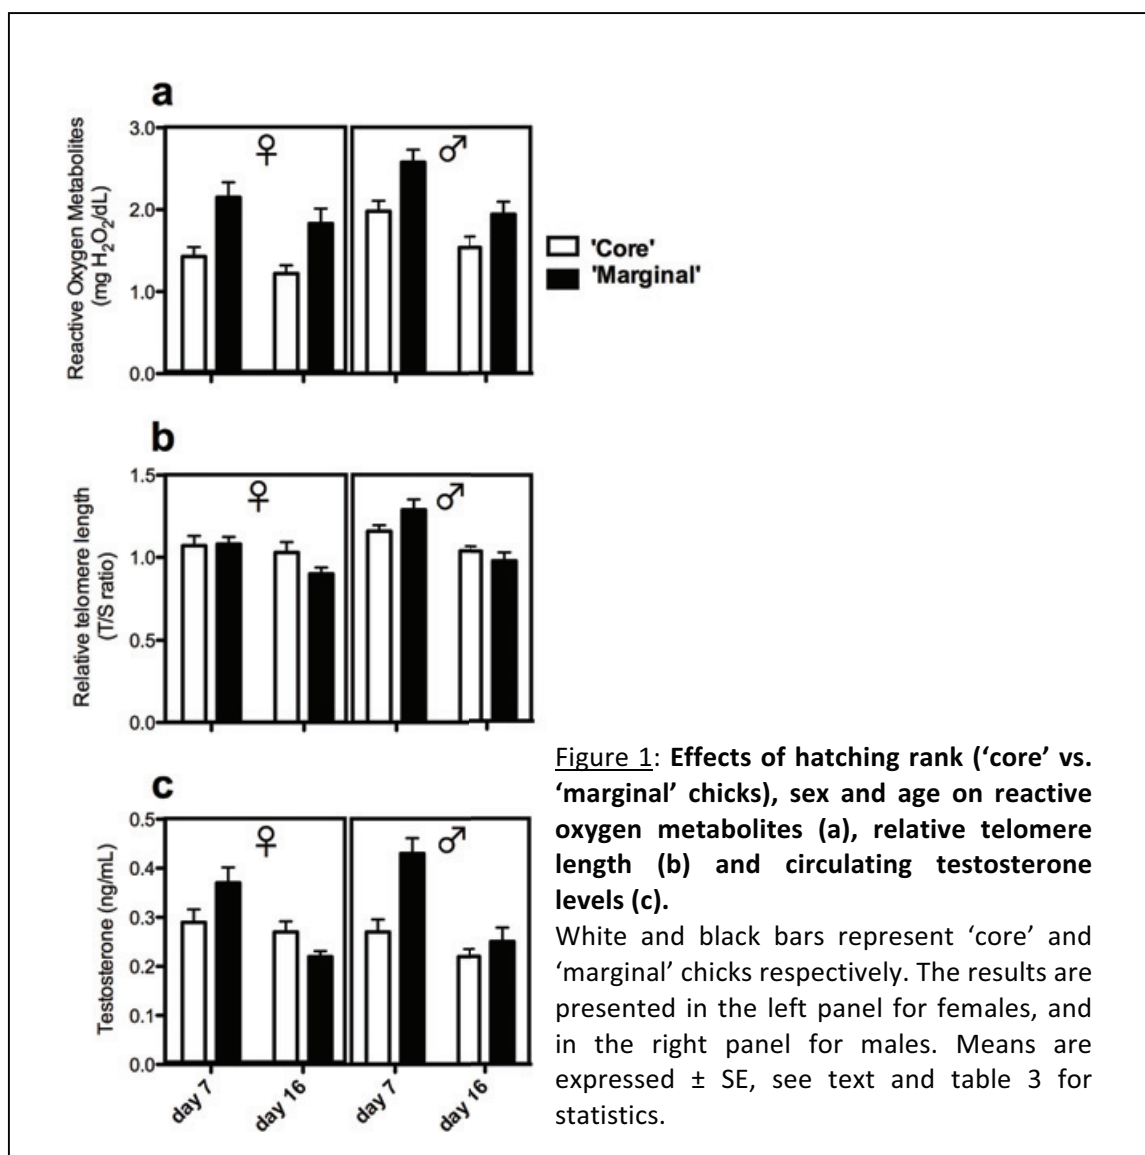 a
Reactive Oxygen Metabolites
(mg H₂O₂/dL)
3.0
2.0
1.0
0.0
♀
♂
'Core'
'Marginal'
b
Relative telomere length
(T/S ratio)
1.5
1.0
0.5
0.0
♀
♂
c
Testosterone (ng/mL)
0.5
0.4
0.3
0.2
0.1
0.0
♀
♂
day 7
day 16
day 7
day 16
Figure 1: Effects of hatching rank (‘core’ vs.
‘marginal’ chicks), sex and age on reactive
oxygen metabolites (a), relative telomere
length (b) and circulating testosterone
levels (c).
White and black bars represent ‘core’ and
‘marginal’ chicks respectively. The results are
presented in the left panel for females, and
in the right panel for males. Means are
expressed ± SE, see text and table 3 for
statistics.